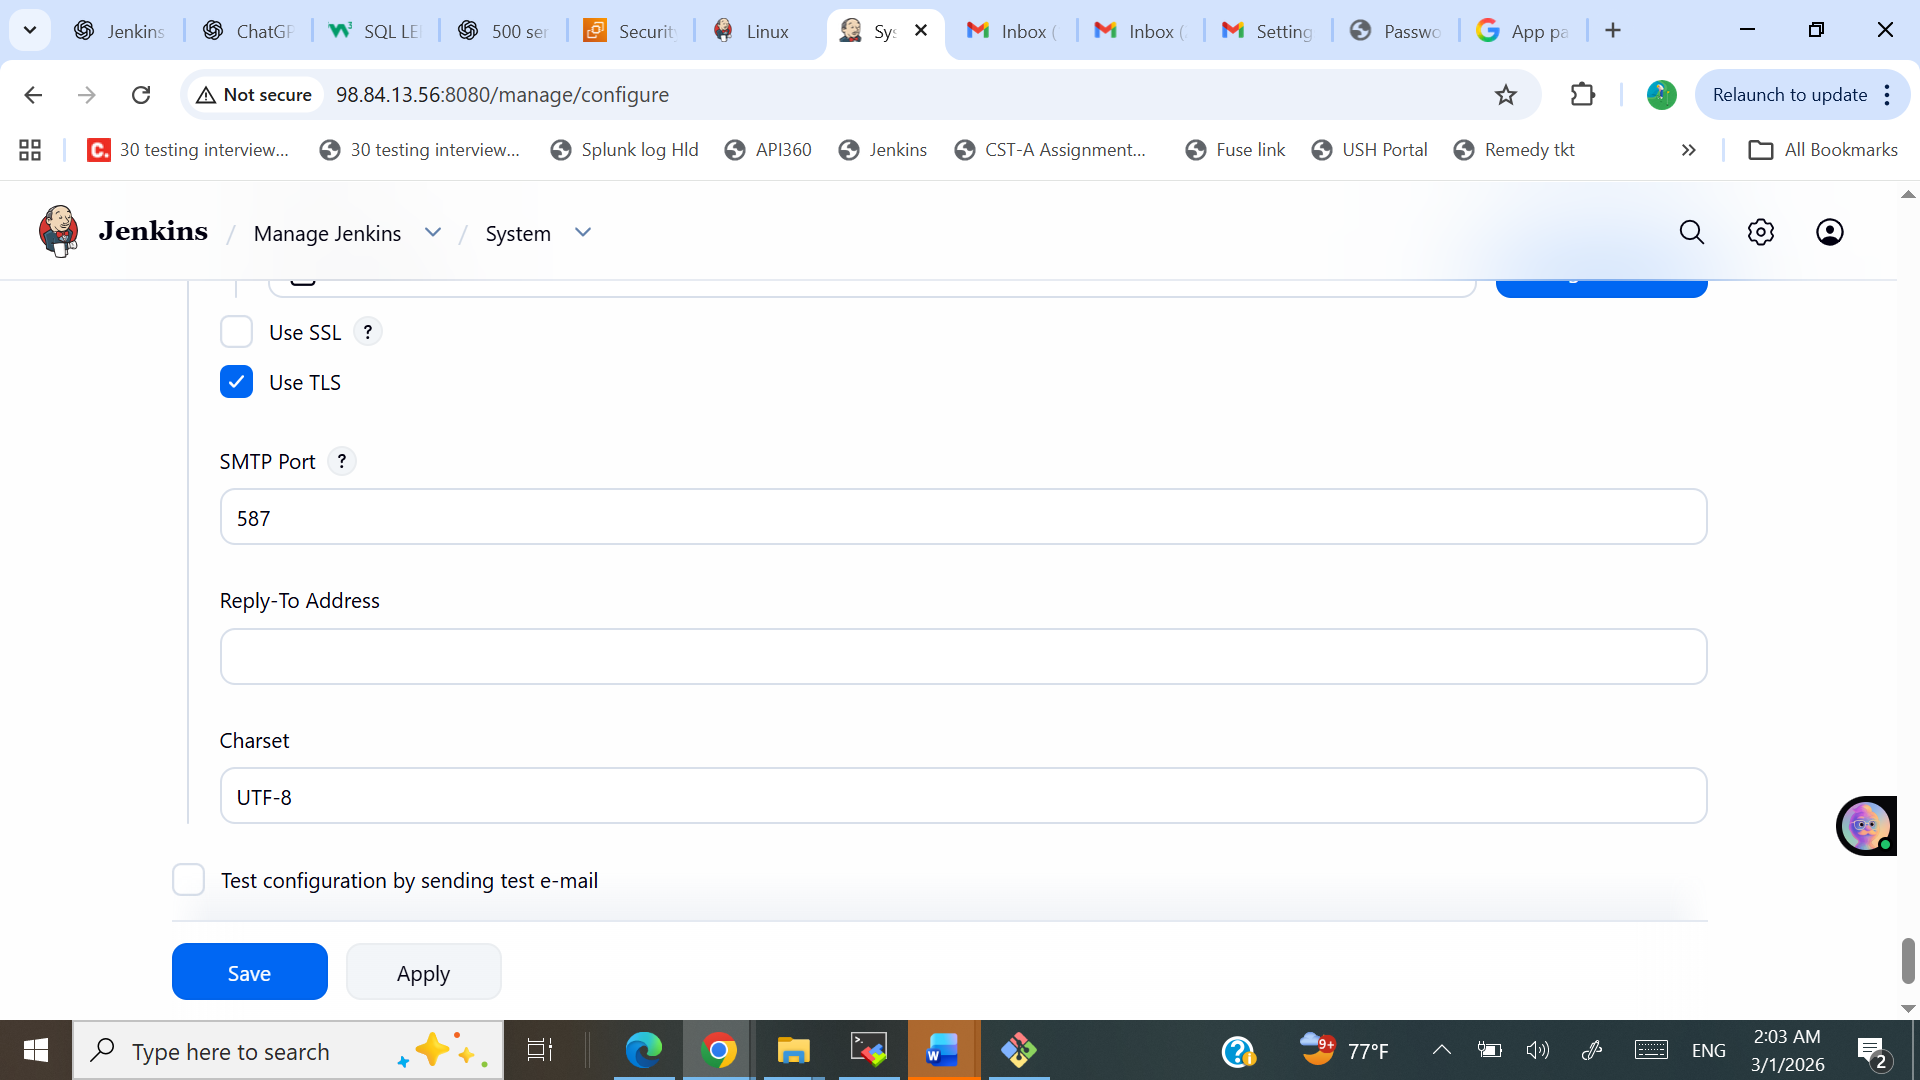 Jenkins
ChatGP
SQL LE
500 ser
Security
Linux
Sys
Inbox (
Inbox (
Setting
Passwo
App pa
Not secure
98.84.13.56:8080/manage/configure
Relaunch to update
30 testing interview...
30 testing interview...
Splunk log Hld
API360
Jenkins
CST-A Assignment...
Fuse link
USH Portal
Remedy tkt
All Bookmarks
Jenkins / Manage Jenkins / System
Use SSL ?
Use TLS
SMTP Port ?
587
Reply-To Address
Charset
UTF-8
Test configuration by sending test e-mail
Save
Apply
Type here to search
9+
77°F
ENG
2:03 AM
3/1/2026
2